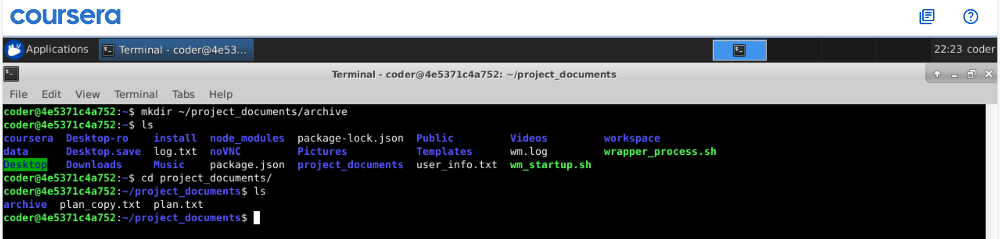 coursera
Applications Terminal - coder@4e53... 22:23 coder
Terminal - coder@4e5371c4a752: ~/project_documents
File Edit View Terminal Tabs Help
coder@4e5371c4a752:~$ mkdir ~/project_documents/archive
coder@4e5371c4a752:~$ ls
coursera Desktop-ro install node_modules package-lock.json Public Videos workspace
data Desktop.save log.txt noVNC Pictures Templates wm.log wrapper_process.sh
Desktop Downloads Music package.json project_documents user_info.txt wm_startup.sh
coder@4e5371c4a752:~$ cd project_documents/
coder@4e5371c4a752:~/project_documents$ ls
archive plan_copy.txt plan.txt
coder@4e5371c4a752:~/project_documents$